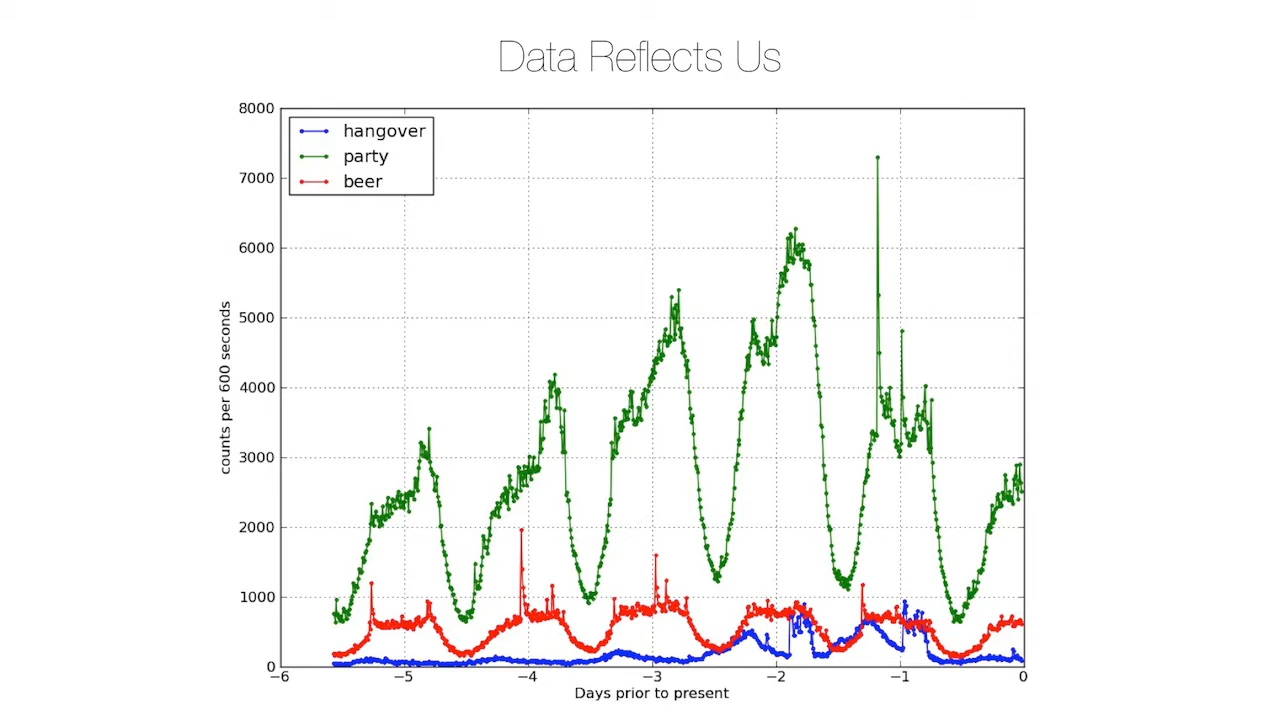 Data Reflects Us
8000
7000
6000
5000
4000
3000
2000
1000
0
counts per 600 seconds
hangover
party
beer
−6 −5 −4 −3 −2 −1 0
Days prior to present